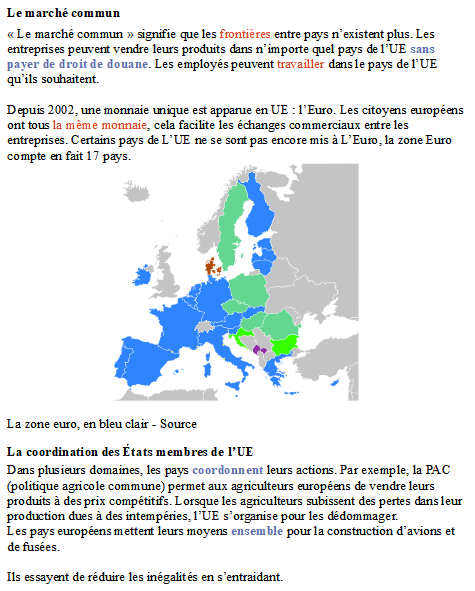 Le marché commun
« Le marché commun » signifie que les frontières entre pays n'existent plus. Les
entreprises peuvent vendre leurs produits dans n'importe quel pays de l'UE sans
payer de droit de douane. Les employés peuvent travailler dans le pays de l'UE
qu'ils souhaitent.
Depuis 2002, une monnaie unique est apparue en UE : l'Euro. Les citoyens européens
ont tous la même monnaie, cela facilite les échanges commerciaux entre les
entreprises. Certains pays de L'UE ne se sont pas encore mis à L'Euro, la zone Euro
compte en fait 17 pays.
La zone euro, en bleu clair - Source
La coordination des États membres de l'UE
Dans plusieurs domaines, les pays coordonnent leurs actions. Par exemple, la PAC
(politique agricole commune) permet aux agriculteurs européens de vendre leurs
produits à des prix compétitifs. Lorsque les agriculteurs subissent des pertes dans leur
production dues à des intempéries, l'UE s'organise pour les dédommager.
Les pays européens mettent leurs moyens ensemble pour la construction d'avions et
de fusées.
Ils essayent de réduire les inégalités en s'entraidant.